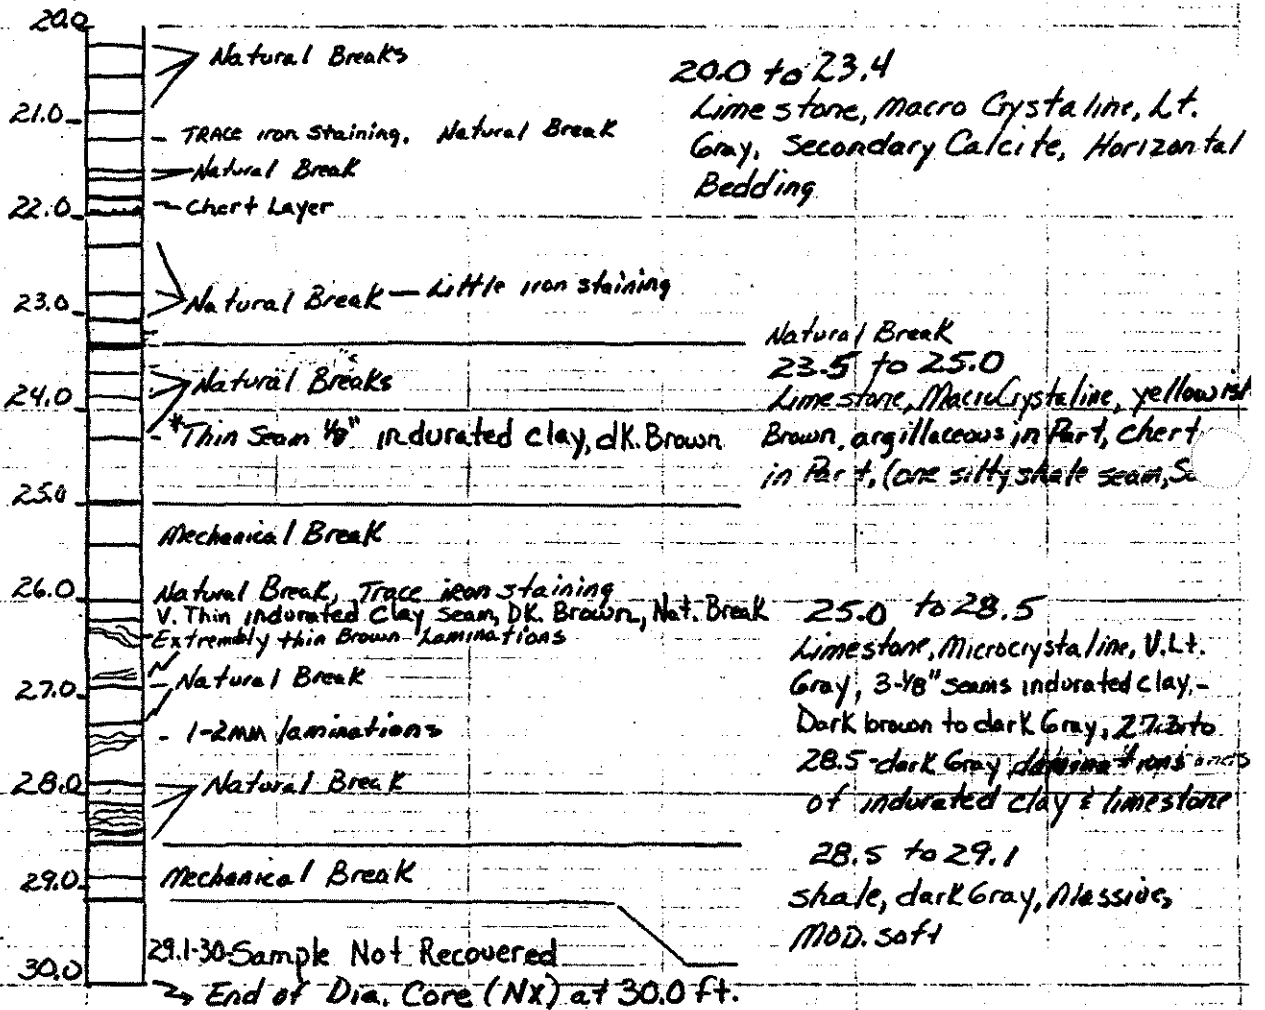 20.0
Natural Breaks
20.0 to 23.4
Limestone, Macro Crystaline, Lt.
Gray, Secondary Calcite, Horizontal
Bedding
21.0
TRACE iron staining, Natural Break
Natural Break
22.0
Chert Layer
23.0
Natural Break — Little iron staining
Natural Break
23.5 to 25.0
Limestone, MacroCrystaline, yellowish
Brown, argillaceous in Part, chert
in Part, (one silty shale seam,
24.0
Natural Breaks
*Thin Seam 1/8" indurated clay, dk. Brown
25.0
Mechanical Break
26.0
Natural Break, Trace iron staining
V. Thin indurated Clay seam, DK. Brown, Nat. Break
Extrembly thin Brown Laminations
25.0 to 28.5
Limestone, Microcrystaline, V. Lt.
Gray, 3-1/8" seams indurated clay,-
Dark brown to dark Gray, 27.3 to
28.5 - dark Gray
of indurated clay & limestone
27.0
Natural Break
- 1-2mm laminations
28.0
Natural Break
28.5 to 29.1
shale, dark Gray, Massive,
MOD. soft
29.0
Mechanical Break
29.1-30-Sample Not Recovered
30.0
End of Dia. Core (NX) at 30.0 ft.